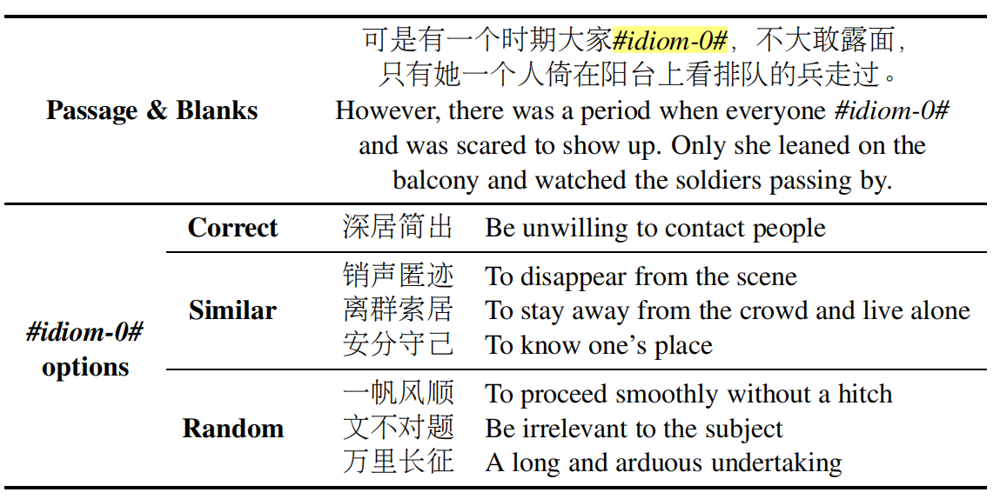 Passage & Blanks
可是有一个时期大家#idiom-0#，不大敢露面，
只有她一个人倚在阳台上看排队的兵走过。
However, there was a period when everyone #idiom-0#
and was scared to show up. Only she leaned on the
balcony and watched the soldiers passing by.
#idiom-0#
options
Correct
深居简出 Be unwilling to contact people
Similar
销声匿迹 To disappear from the scene
离群索居 To stay away from the crowd and live alone
安分守己 To know one's place
Random
一帆风顺 To proceed smoothly without a hitch
文不对题 Be irrelevant to the subject
万里长征 A long and arduous undertaking